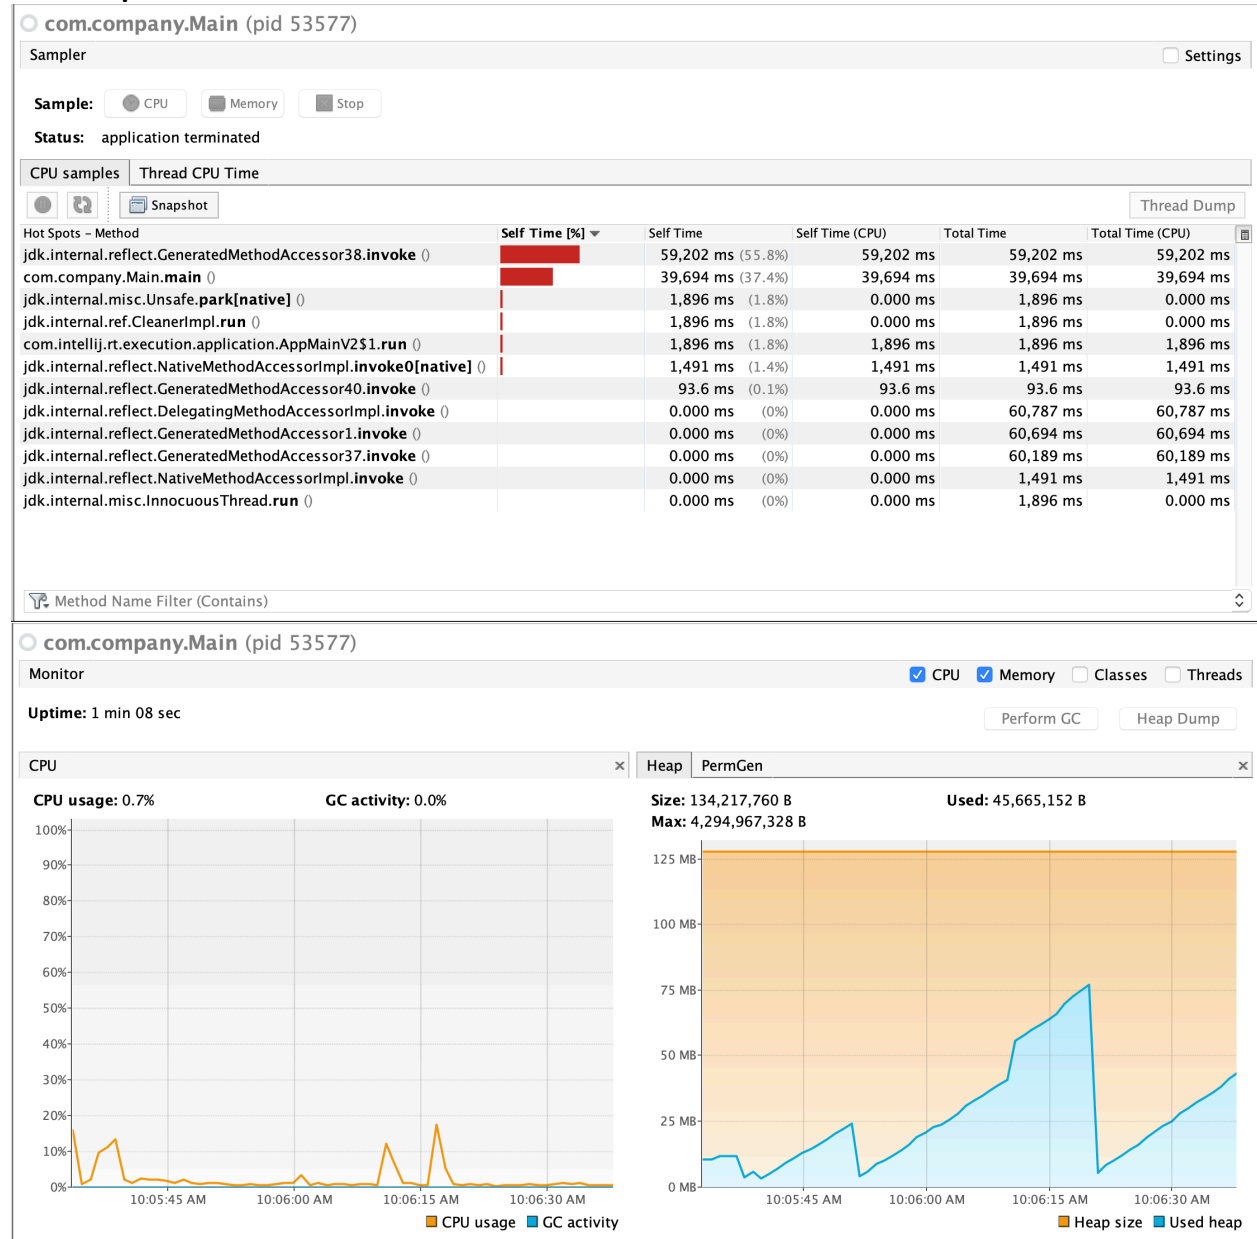 com.company.Main (pid 53577)
Sampler Settings
Sample: CPU Memory Stop
Status: application terminated
CPU samples Thread CPU Time
Snapshot Thread Dump
Hot Spots – Method Self Time [%] Self Time Self Time (CPU) Total Time Total Time (CPU)
jdk.internal.reflect.GeneratedMethodAccessor38.invoke () 59,202 ms (55.8%) 59,202 ms 59,202 ms 59,202 ms
com.company.Main.main () 39,694 ms (37.4%) 39,694 ms 39,694 ms 39,694 ms
jdk.internal.misc.Unsafe.park[native] () 1,896 ms (1.8%) 0.000 ms 1,896 ms 0.000 ms
jdk.internal.ref.CleanerImpl.run () 1,896 ms (1.8%) 0.000 ms 1,896 ms 0.000 ms
com.intellij.rt.execution.application.AppMainV2$1.run () 1,896 ms (1.8%) 1,896 ms 1,896 ms 1,896 ms
jdk.internal.reflect.NativeMethodAccessorImpl.invoke0[native] () 1,491 ms (1.4%) 1,491 ms 1,491 ms 1,491 ms
jdk.internal.reflect.GeneratedMethodAccessor40.invoke () 93.6 ms (0.1%) 93.6 ms 93.6 ms 93.6 ms
jdk.internal.reflect.DelegatingMethodAccessorImpl.invoke () 0.000 ms (0%) 0.000 ms 60,787 ms 60,787 ms
jdk.internal.reflect.GeneratedMethodAccessor1.invoke () 0.000 ms (0%) 0.000 ms 60,694 ms 60,694 ms
jdk.internal.reflect.GeneratedMethodAccessor37.invoke () 0.000 ms (0%) 0.000 ms 60,189 ms 60,189 ms
jdk.internal.reflect.NativeMethodAccessorImpl.invoke () 0.000 ms (0%) 0.000 ms 1,491 ms 1,491 ms
jdk.internal.misc.InnocuousThread.run () 0.000 ms (0%) 0.000 ms 1,896 ms 0.000 ms
Method Name Filter (Contains)
com.company.Main (pid 53577)
Monitor CPU Memory Classes Threads
Uptime: 1 min 08 sec
Perform GC Heap Dump
CPU
CPU usage: 0.7% GC activity: 0.0%
100%
90%
80%
70%
60%
50%
40%
30%
20%
10%
0%
10:05:45 AM 10:06:00 AM 10:06:15 AM 10:06:30 AM
CPU usage GC activity
Heap PermGen
Size: 134,217,760 B Used: 45,665,152 B
Max: 4,294,967,328 B
125 MB
100 MB
75 MB
50 MB
25 MB
0 MB
10:05:45 AM 10:06:00 AM 10:06:15 AM 10:06:30 AM
Heap size Used heap